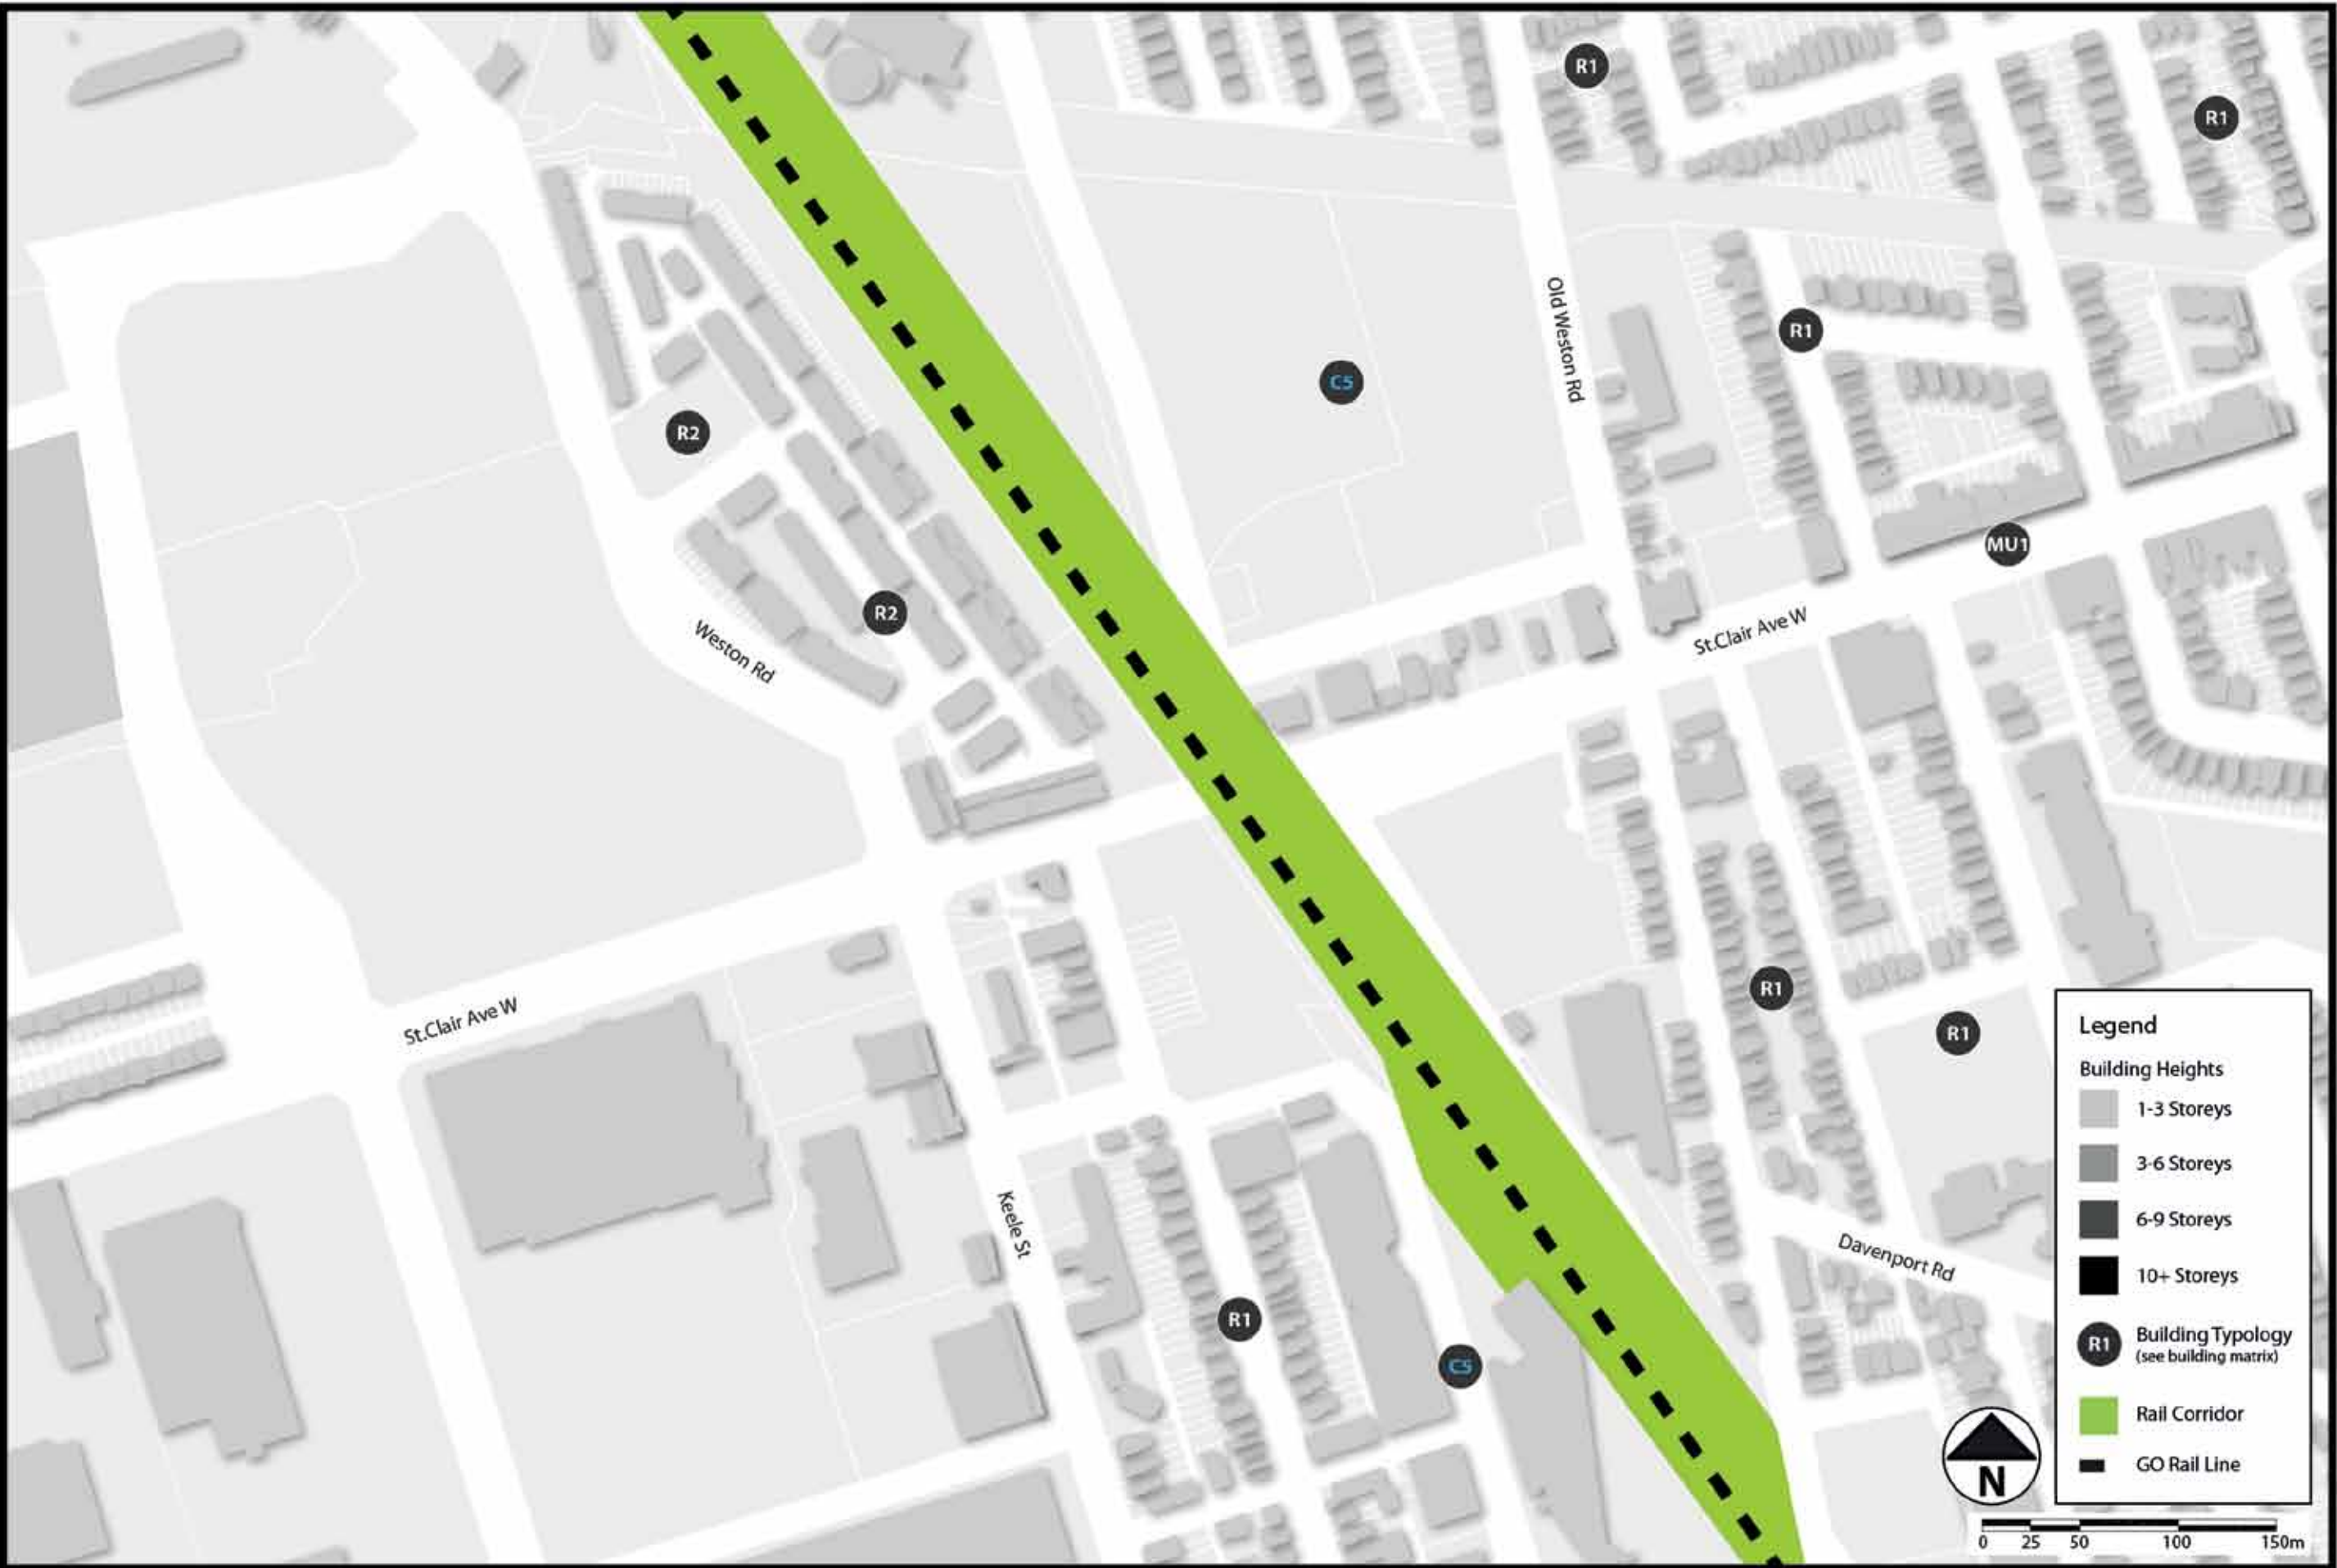 R1
R1
Old Weston Rd
R1
C5
R2
MU1
R2
Weston Rd
St.Clair Ave W
St.Clair Ave W
R1
R1
Keele St
Davenport Rd
R1
C5
Legend
Building Heights
1-3 Storeys
3-6 Storeys
6-9 Storeys
10+ Storeys
R1
Building Typology
(see building matrix)
Rail Corridor
GO Rail Line
N
0 25 50 100 150m